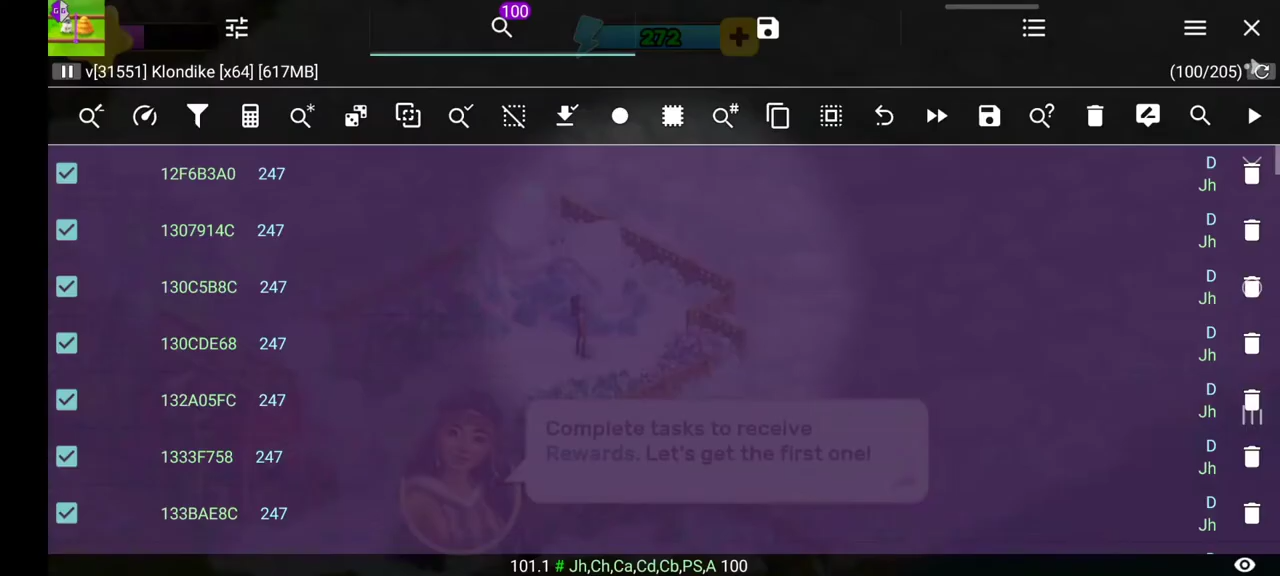 100
272
v[31551] Klondike [x64] [617MB]
(100/205)
12F6B3A0 247 D
Jh
1307914C 247 D
Jh
130C5B8C 247 D
Jh
130CDE68 247 D
Jh
132A05FC 247 D
Jh
1333F758 247 D
Jh
133BAE8C 247 D
Jh
Complete tasks to receive
Rewards. Let's get the first one!
101.1 # Jh,Ch,Ca,Cd,Cb,PS,A 100